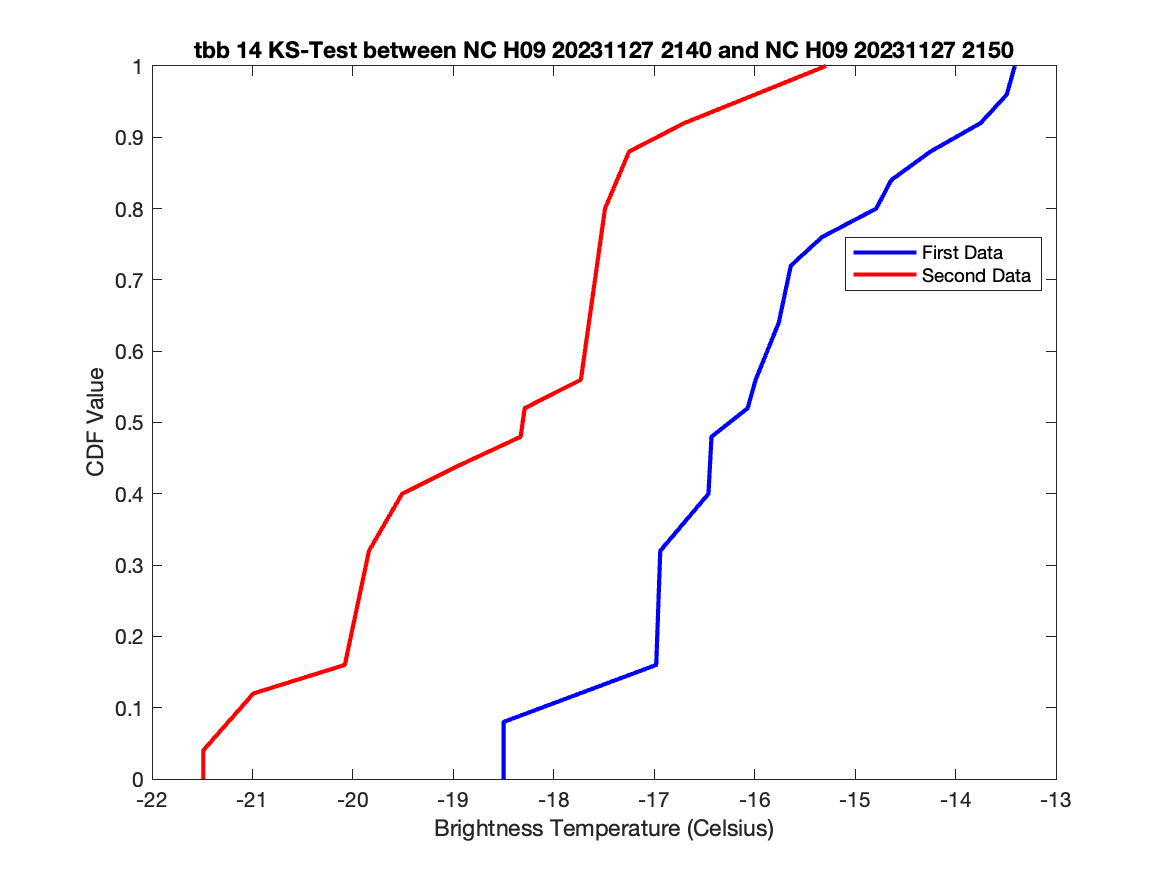 tbb 14 KS-Test between NC H09 20231127 2140 and NC H09 20231127 2150
1
0.9
0.8
0.7
0.6
0.5
0.4
0.3
0.2
0.1
0
CDF Value
First Data
Second Data
-22 -21 -20 -19 -18 -17 -16 -15 -14 -13
Brightness Temperature (Celsius)